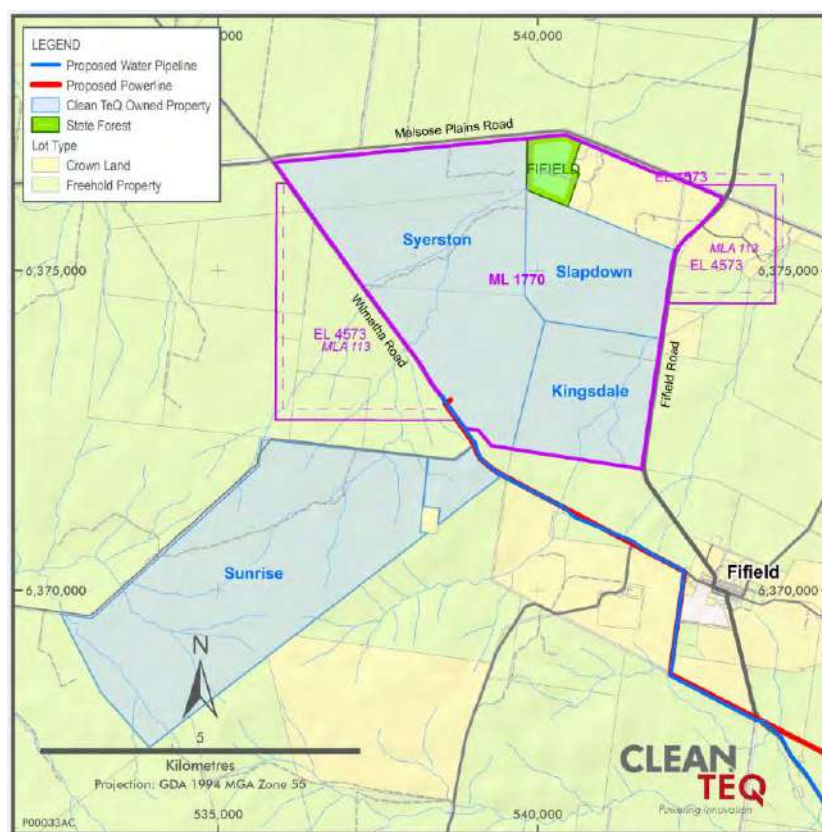 LEGEND
Proposed Water Pipeline
Proposed Powerline
Clean TeQ Owned Property
State Forest
Lot Type
Crown Land
Freehold Property
540,000
Melsose Plains Road
FIFIELD
EL 4573
Syerston
MLA 113
EL 4573
6,375,000
6,375,000
Slapdown
ML 1770
Wilmatha Road
EL 4573
MLA 113
Fifield Road
Kingsdale
Sunrise
Fifield
6,370,000
6,370,000
N
5
Kilometres
Projection: GDA 1994 MGA Zone 55
CLEAN
TEQ
Powering Innovation
P00033AC
535,000
540,000